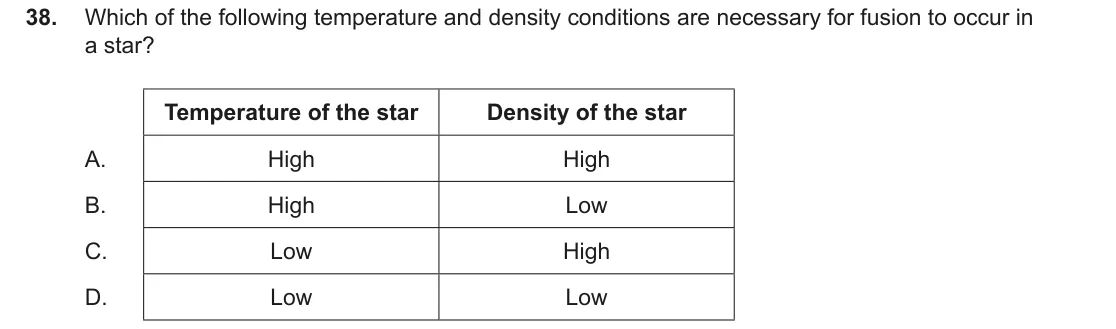 38. Which of the following temperature and density conditions are necessary for fusion to occur in
a star?
Temperature of the star Density of the star
A. High High
B. High Low
C. Low High
D. Low Low